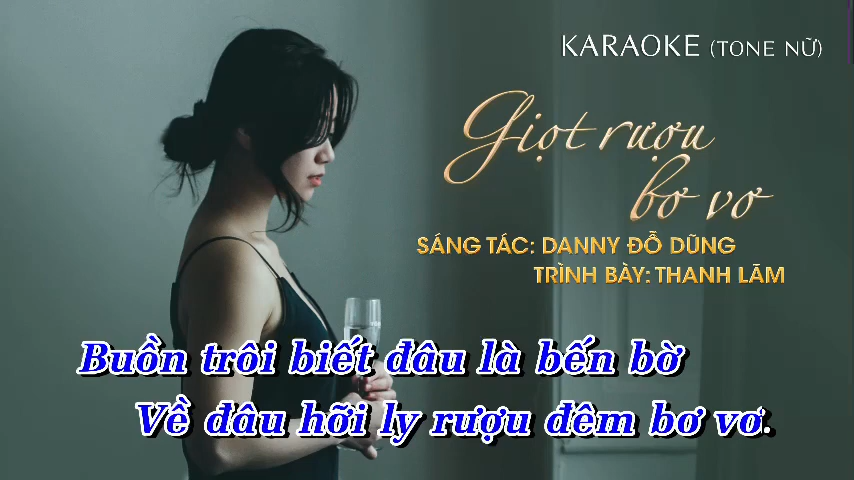 KARAOKE (TONE NỮ)
Giọt rượu
bơ vơ
SÁNG TÁC: DANNY ĐỖ DŨNG
TRÌNH BÀY: THANH LÃM
Buồn trôi biết đâu là bến bờ
Về đâu hỡi ly rượu đêm bơ vơ.